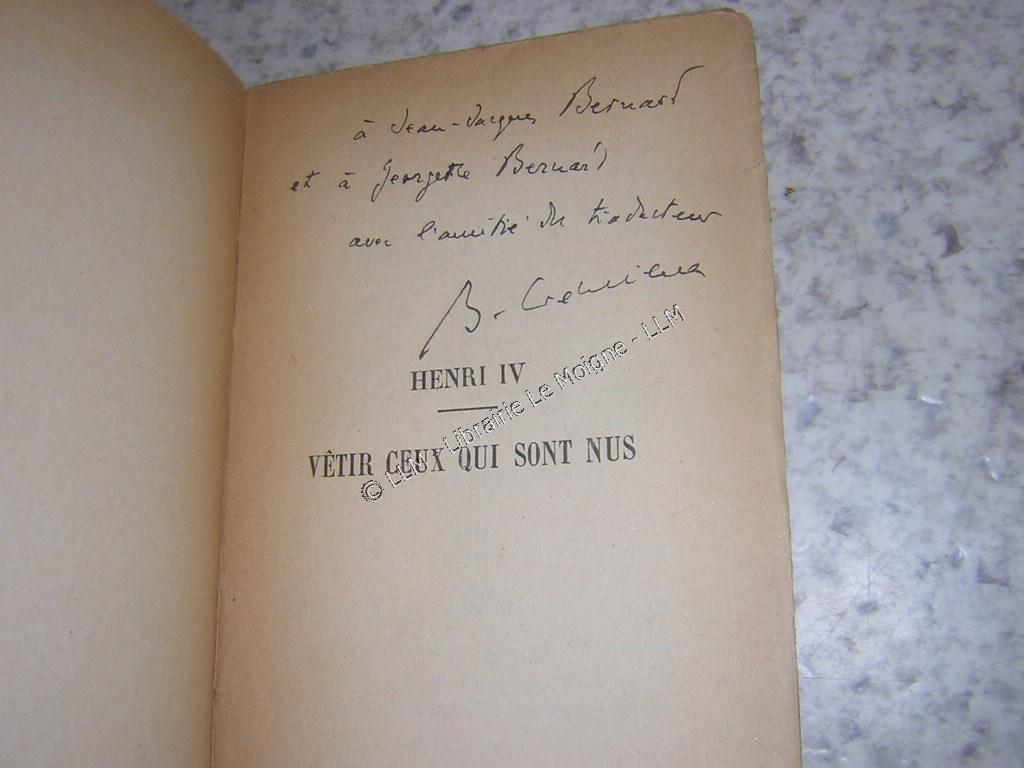 à Jean-Jacques Bernard
et à Georgette Bernard
avec l'amitié du traducteur
B. Crémieux
HENRI IV
VÊTIR CEUX QUI SONT NUS
© LLM - Librairie Le Moigne - LLM